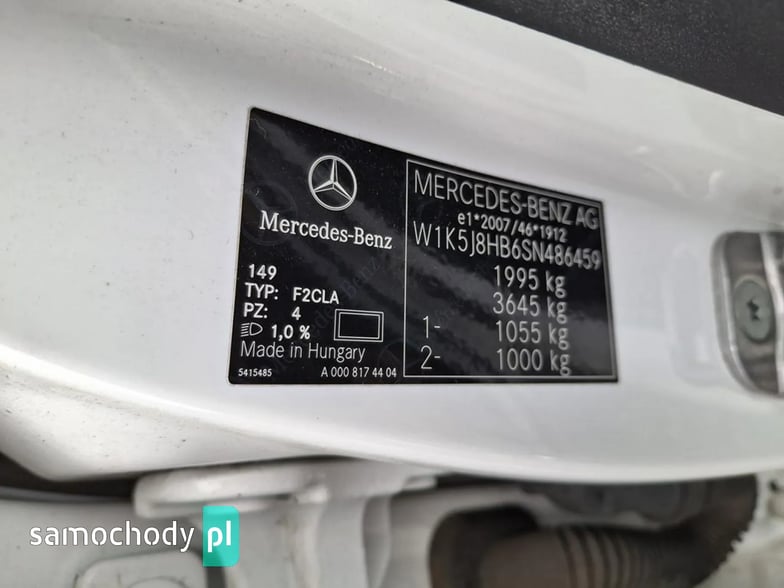 Mercedes-Benz
149
TYP: F2CLA
PZ: 4
1,0 %
Made in Hungary
5415485 A 000 817 44 04
MERCEDES-BENZ AG
e1*2007/46*1912
W1K5J8HB6SN486459
1995 kg
3645 kg
1- 1055 kg
2- 1000 kg
samochody pl